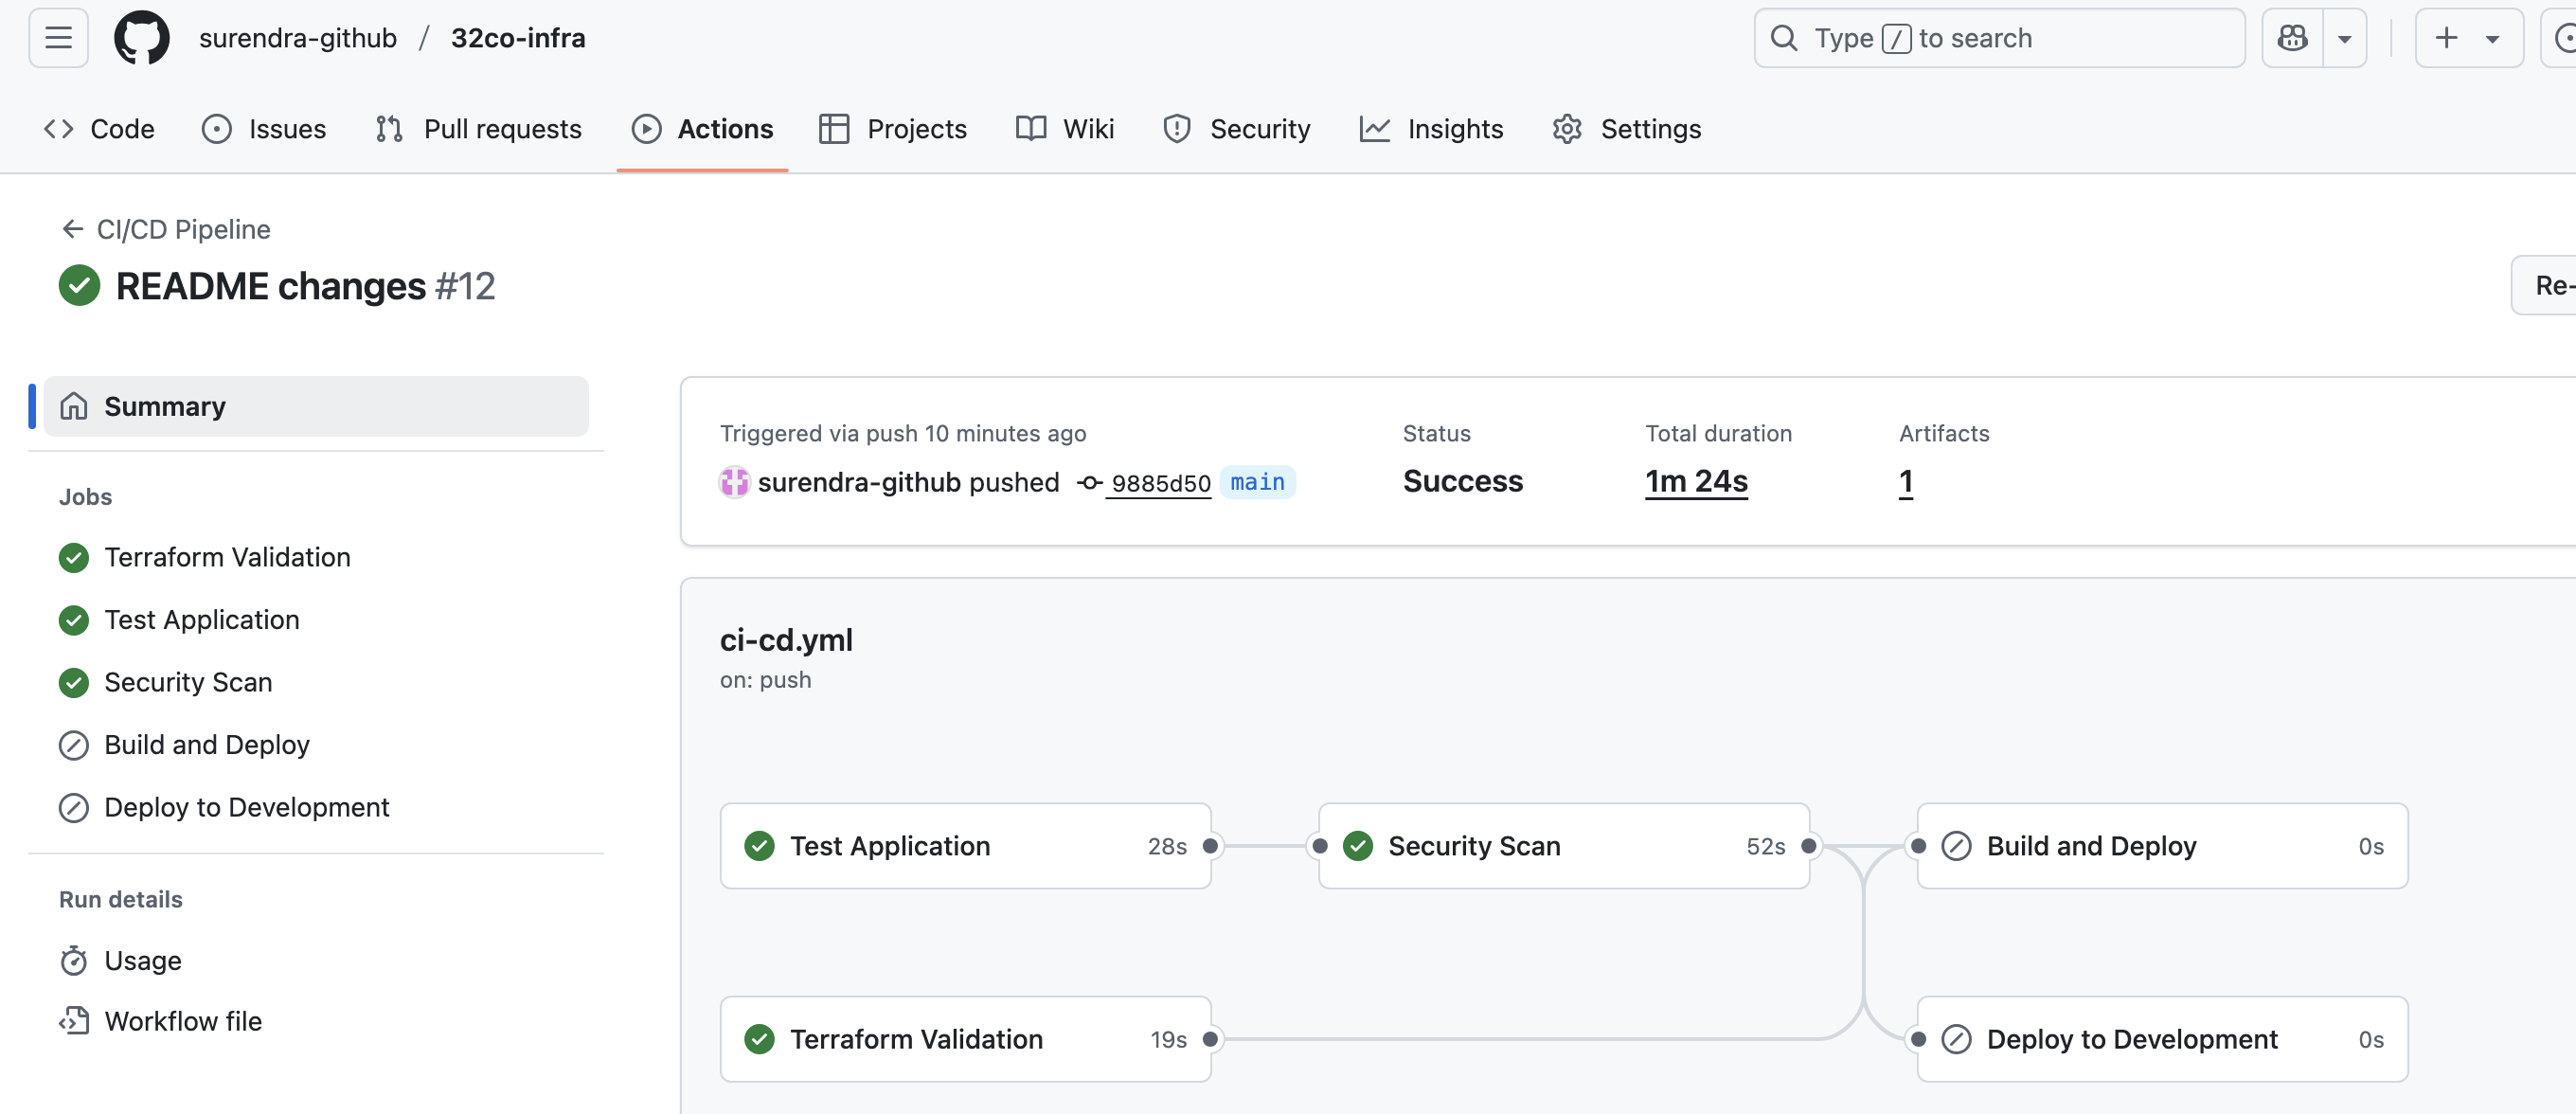 surendra-github / 32co-infra
Type / to search
Code Issues Pull requests Actions Projects Wiki Security Insights Settings
← CI/CD Pipeline
README changes #12
Re-
Summary
Jobs
Terraform Validation
Test Application
Security Scan
Build and Deploy
Deploy to Development
Run details
Usage
Workflow file
Triggered via push 10 minutes ago
surendra-github pushed 9885d50 main
Status
Success
Total duration
1m 24s
Artifacts
1
ci-cd.yml
on: push
Test Application 28s
Security Scan 52s
Build and Deploy 0s
Terraform Validation 19s
Deploy to Development 0s